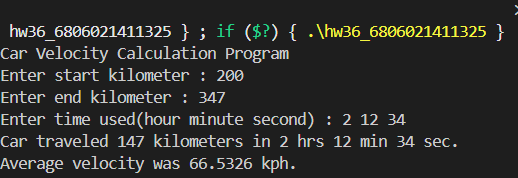 hw36_6806021411325 } ; if ($?) { .\hw36_6806021411325 }
Car Velocity Calculation Program
Enter start kilometer : 200
Enter end kilometer : 347
Enter time used(hour minute second) : 2 12 34
Car traveled 147 kilometers in 2 hrs 12 min 34 sec.
Average velocity was 66.5326 kph.